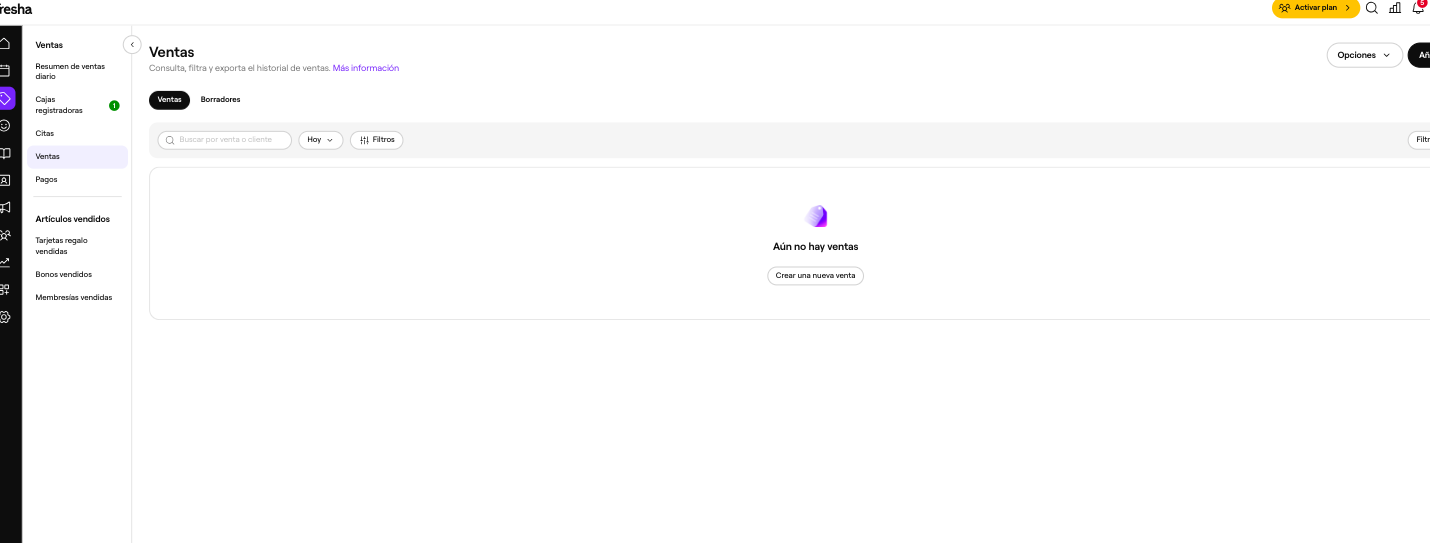 fresha
Activar plan
5
Ventas
Resumen de ventas
diario
Cajas
registradoras
1
Citas
Ventas
Pagos
Artículos vendidos
Tarjetas regalo
vendidas
Bonos vendidos
Membresías vendidas
Ventas
Consulta, filtra y exporta el historial de ventas. Más información
Opciones
Añ
Ventas
Borradores
Buscar por venta o cliente
Hoy
Filtros
Filtr
Aún no hay ventas
Crear una nueva venta